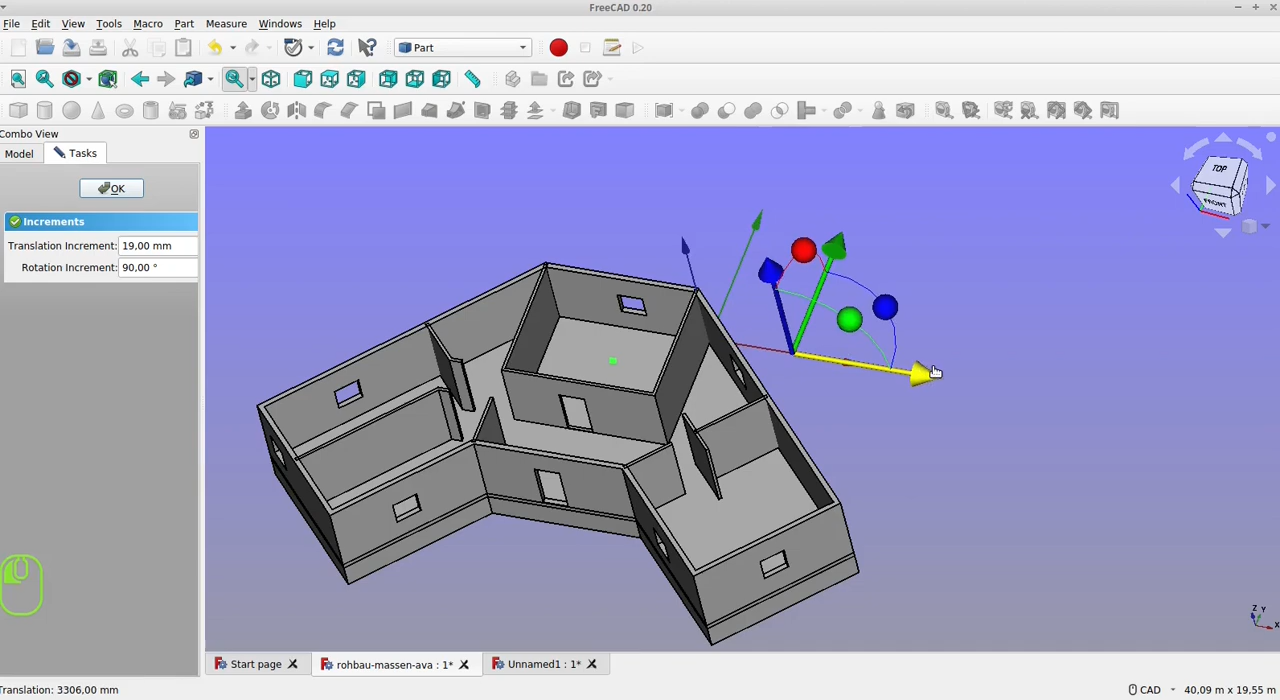 FreeCAD 0.20
File Edit View Tools Macro Part Measure Windows Help
Part
Combo View
Model Tasks
OK
Increments
Translation Increment: 19,00 mm
Rotation Increment: 90,00 °
TOP
FRONT
Z Y
X
Start page rohbau-massen-ava : 1* Unnamed1 : 1*
Translation: 3306,00 mm CAD 40,09 m x 19,55 m